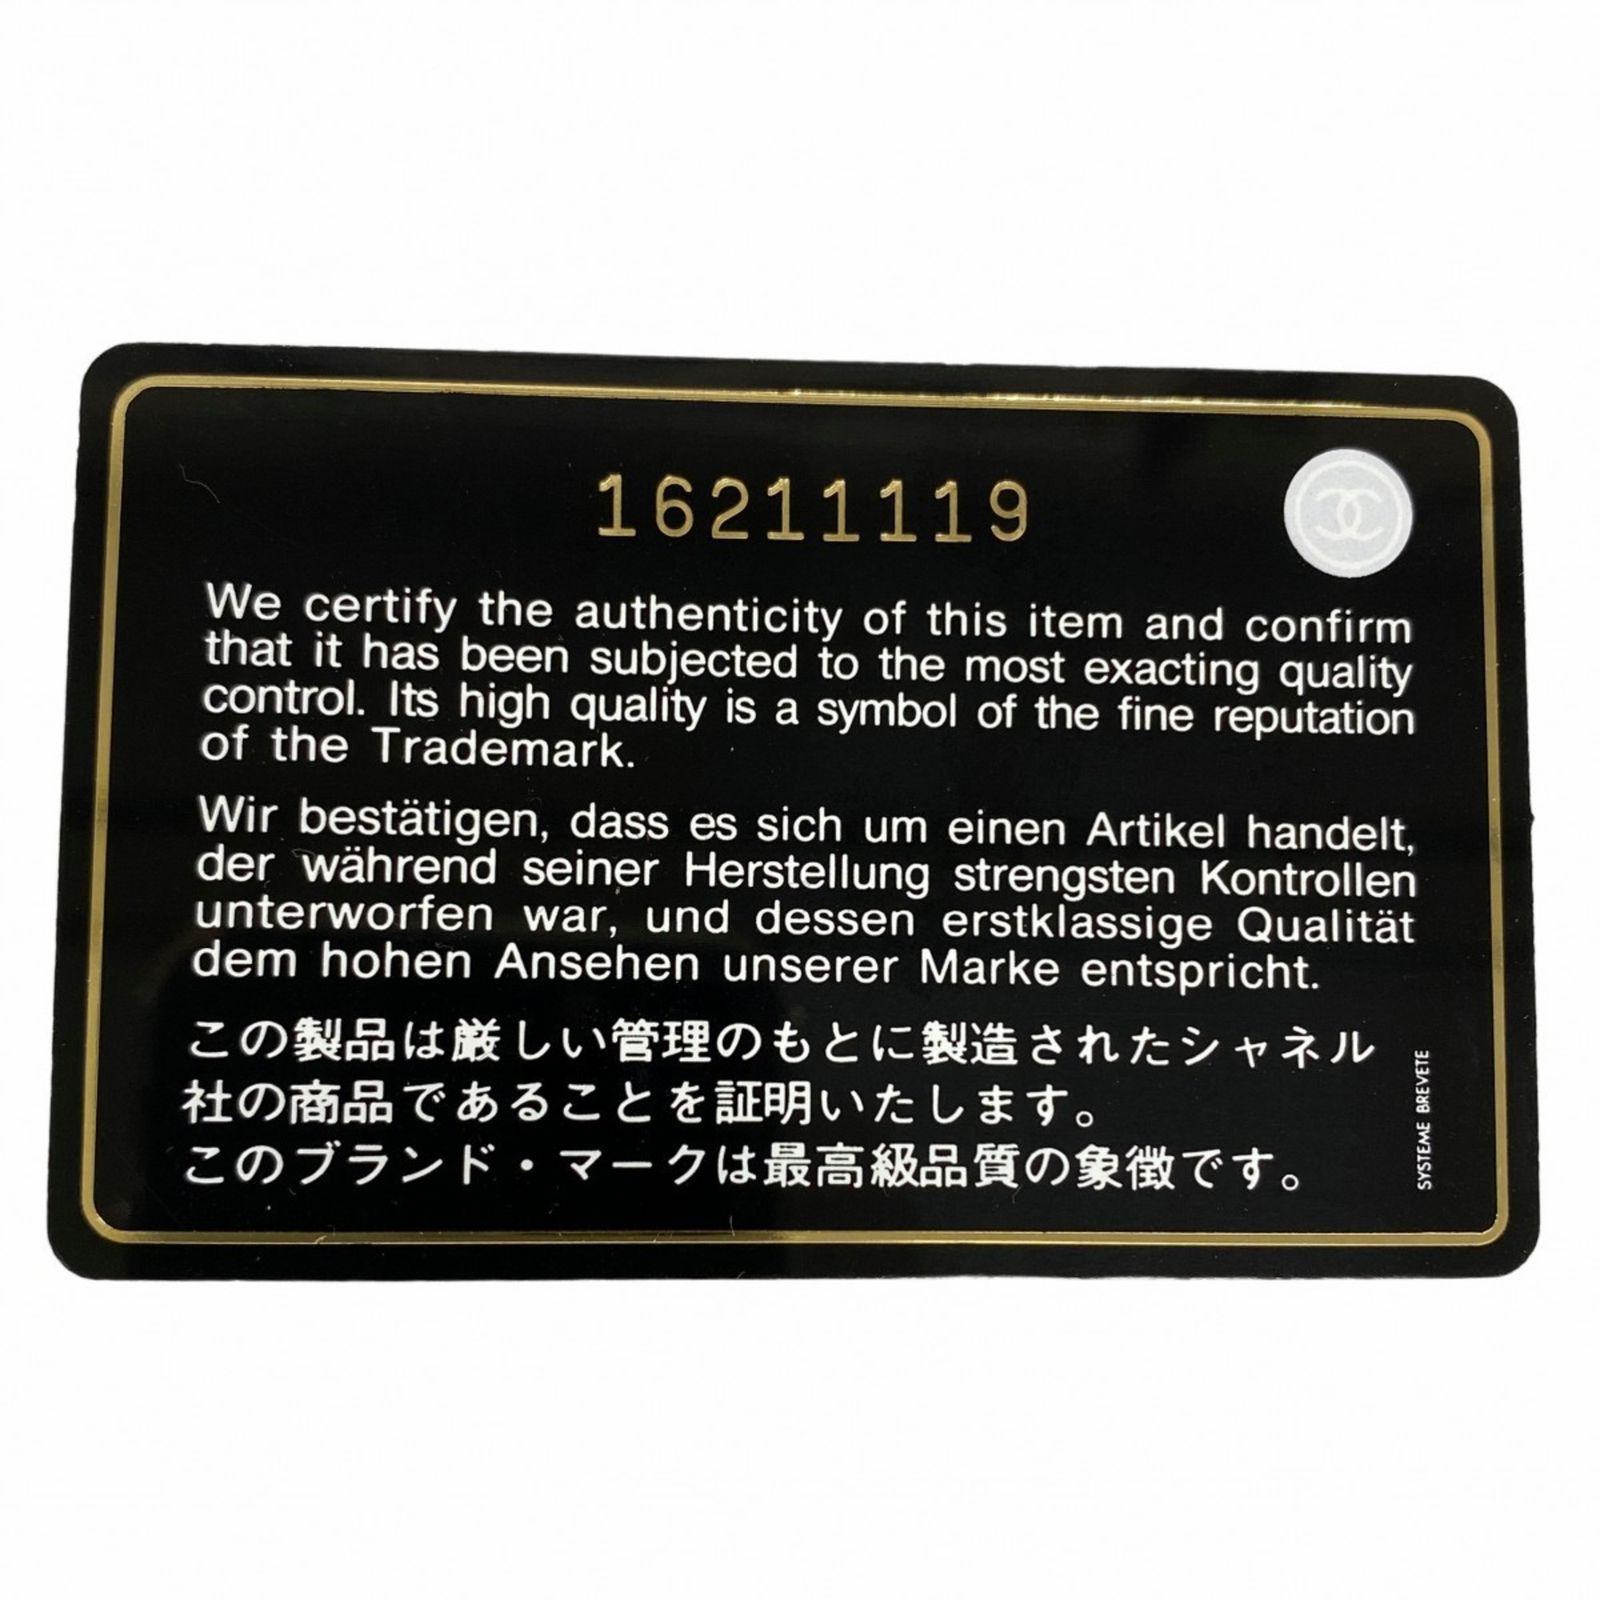 16211119
We certify the authenticity of this item and confirm
that it has been subjected to the most exacting quality
control. Its high quality is a symbol of the fine reputation
of the Trademark.
Wir bestätigen, dass es sich um einen Artikel handelt,
der während seiner Herstellung strengsten Kontrollen
unterworfen war, und dessen erstklassige Qualität
dem hohen Ansehen unserer Marke entspricht.
この製品は厳しい管理のもとに製造されたシャネル
社の商品であることを証明いたします。
このブランド・マークは最高級品質の象徴です。
SYSTEME BREVETE